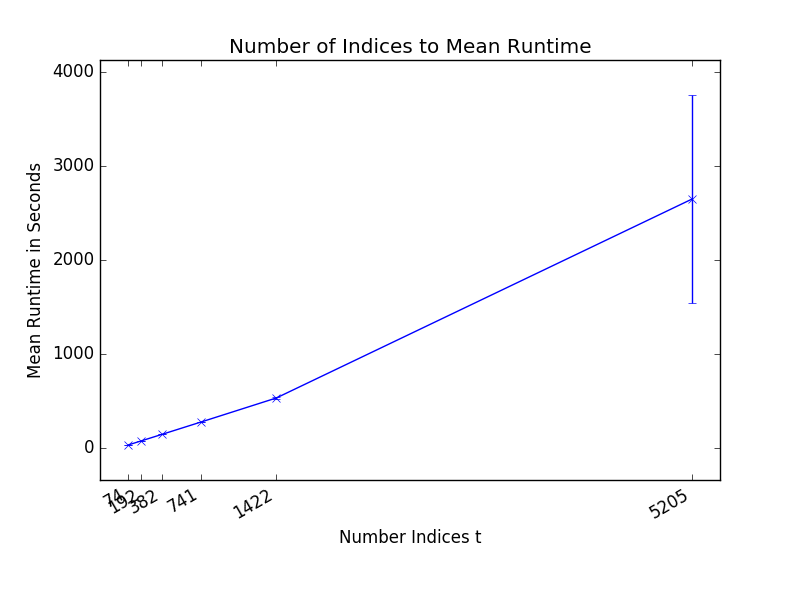 Number of Indices to Mean Runtime
4000
3000
2000
1000
0
Mean Runtime in Seconds
74 192 382 741 1422 5205
Number Indices t